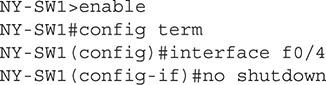 NY-SW1>enable
NY-SW1#config term
NY-SW1(config)#interface f0/4
NY-SW1(config-if)#no shutdown